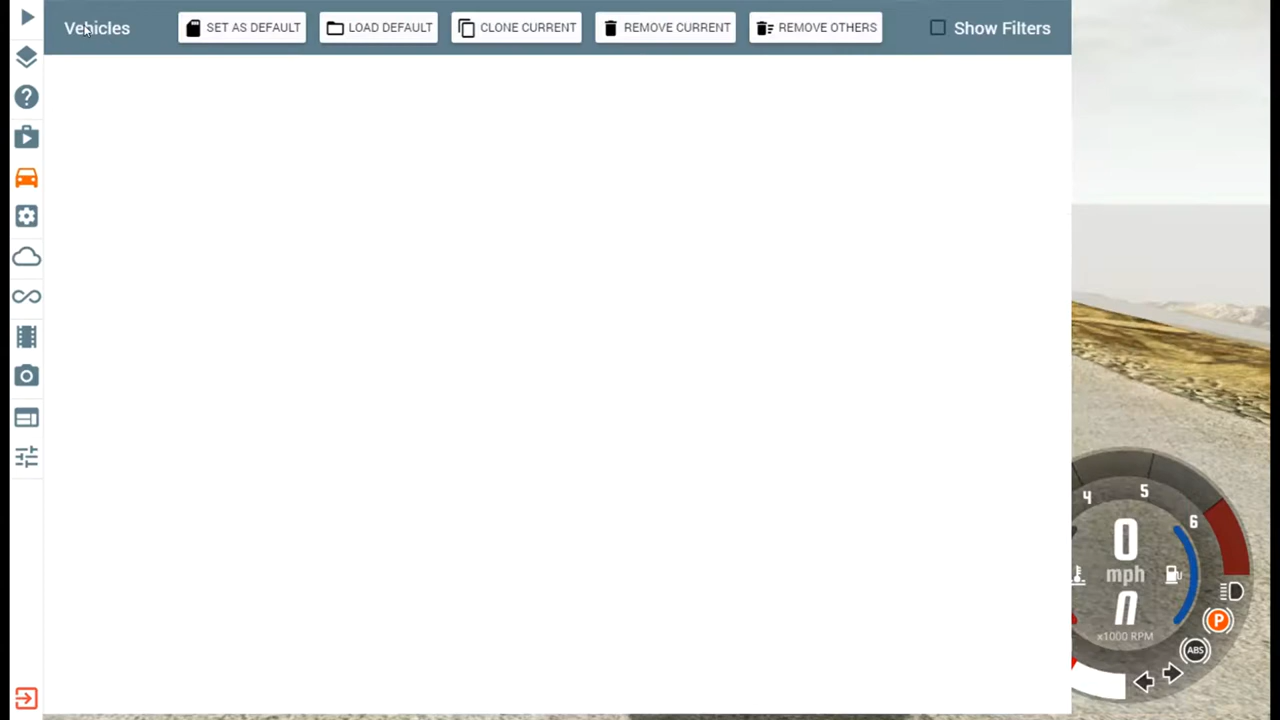 Vehicles
SET AS DEFAULT
LOAD DEFAULT
CLONE CURRENT
REMOVE CURRENT
REMOVE OTHERS
Show Filters
4
5
6
0
mph
n
x1000 RPM
P
ABS